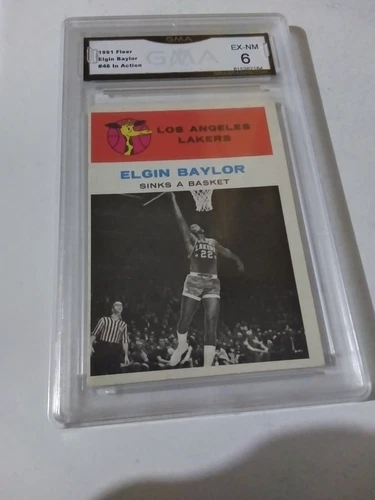 GMA
1961 Fleer
Elgin Baylor
#46 In Action
EX-NM
6
LOS ANGELES
LAKERS
ELGIN BAYLOR
SINKS A BASKET
LAKERS
22